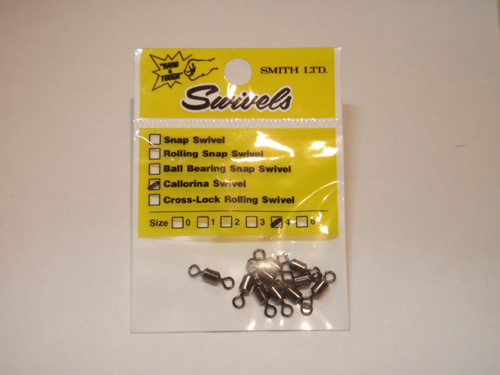 "HARD & TOUGH"
SMITH LTD.
Swivels
Snap Swivel
Rolling Snap Swivel
Ball Bearing Snap Swivel
Callorina Swivel
Cross-Lock Rolling Swivel
Size 0 1 2 3 4 5